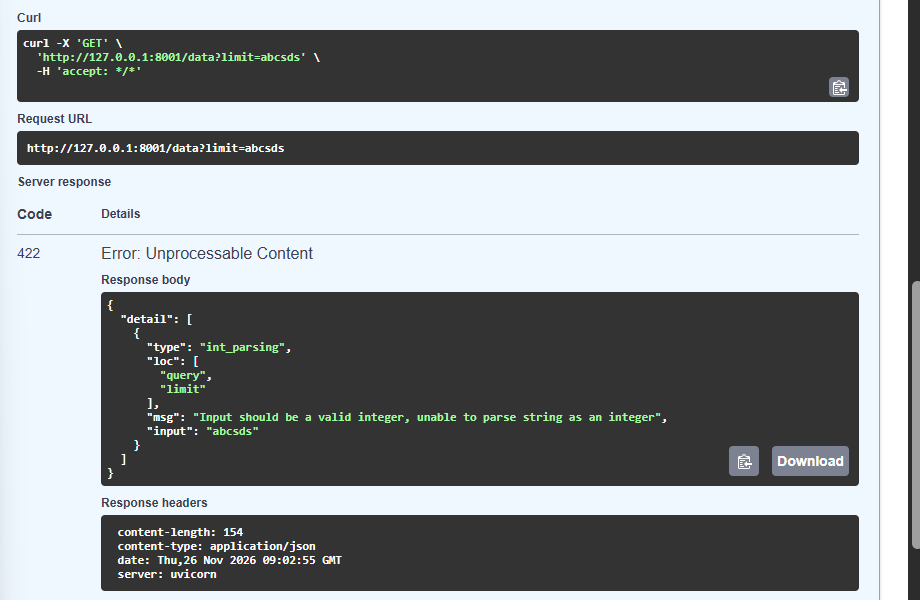 Curl
curl -X 'GET' \
  'http://127.0.0.1:8001/data?limit=abcsds' \
  -H 'accept: */*'
Request URL
http://127.0.0.1:8001/data?limit=abcsds
Server response
Code Details
422 Error: Unprocessable Content
Response body
{
  "detail": [
    {
      "type": "int_parsing",
      "loc": [
        "query",
        "limit"
      ],
      "msg": "Input should be a valid integer, unable to parse string as an integer",
      "input": "abcsds"
    }
  ]
}
Download
Response headers
content-length: 154
content-type: application/json
date: Thu,26 Nov 2026 09:02:55 GMT
server: uvicorn